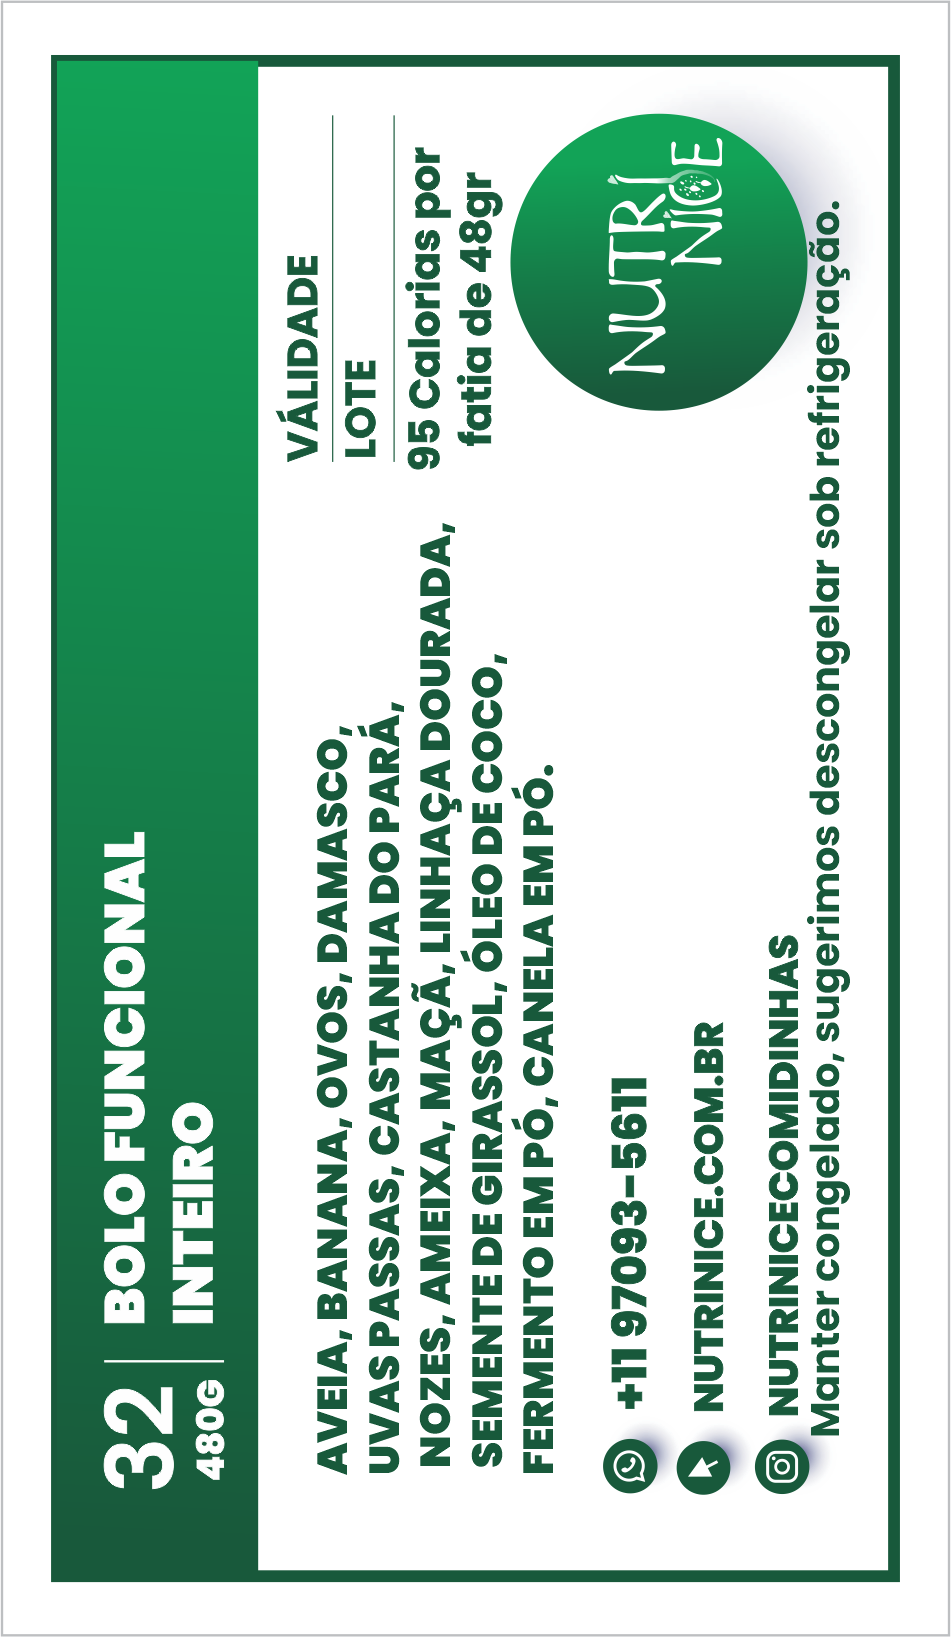 32
480G
BOLO FUNCIONAL
INTEIRO
AVEIA, BANANA, OVOS, DAMASCO,
UVAS PASSAS, CASTANHA DO PARÁ,
NOZES, AMEIXA, MAÇÃ, LINHAÇA DOURADA,
SEMENTE DE GIRASSOL, ÓLEO DE COCO,
FERMENTO EM PÓ, CANELA EM PÓ.
VÁLIDADE
LOTE
95 Calorias por
fatia de 48gr
+11 97093-5611
NUTRINICE.COM.BR
NUTRINICECOMIDINHAS
NUTRI
NICE
Manter congelado, sugerimos descongelar sob refrigeração.